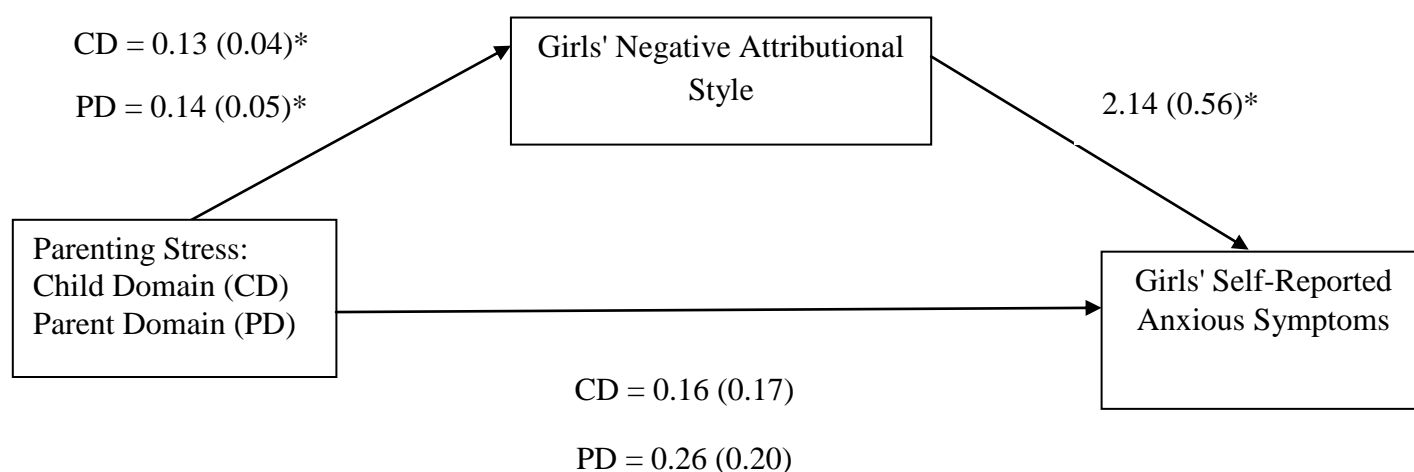 CD = 0.13 (0.04)*
PD = 0.14 (0.05)*
Girls' Negative Attributional
Style
2.14 (0.56)*
Parenting Stress:
Child Domain (CD)
Parent Domain (PD)
Girls' Self-Reported
Anxious Symptoms
CD = 0.16 (0.17)
PD = 0.26 (0.20)